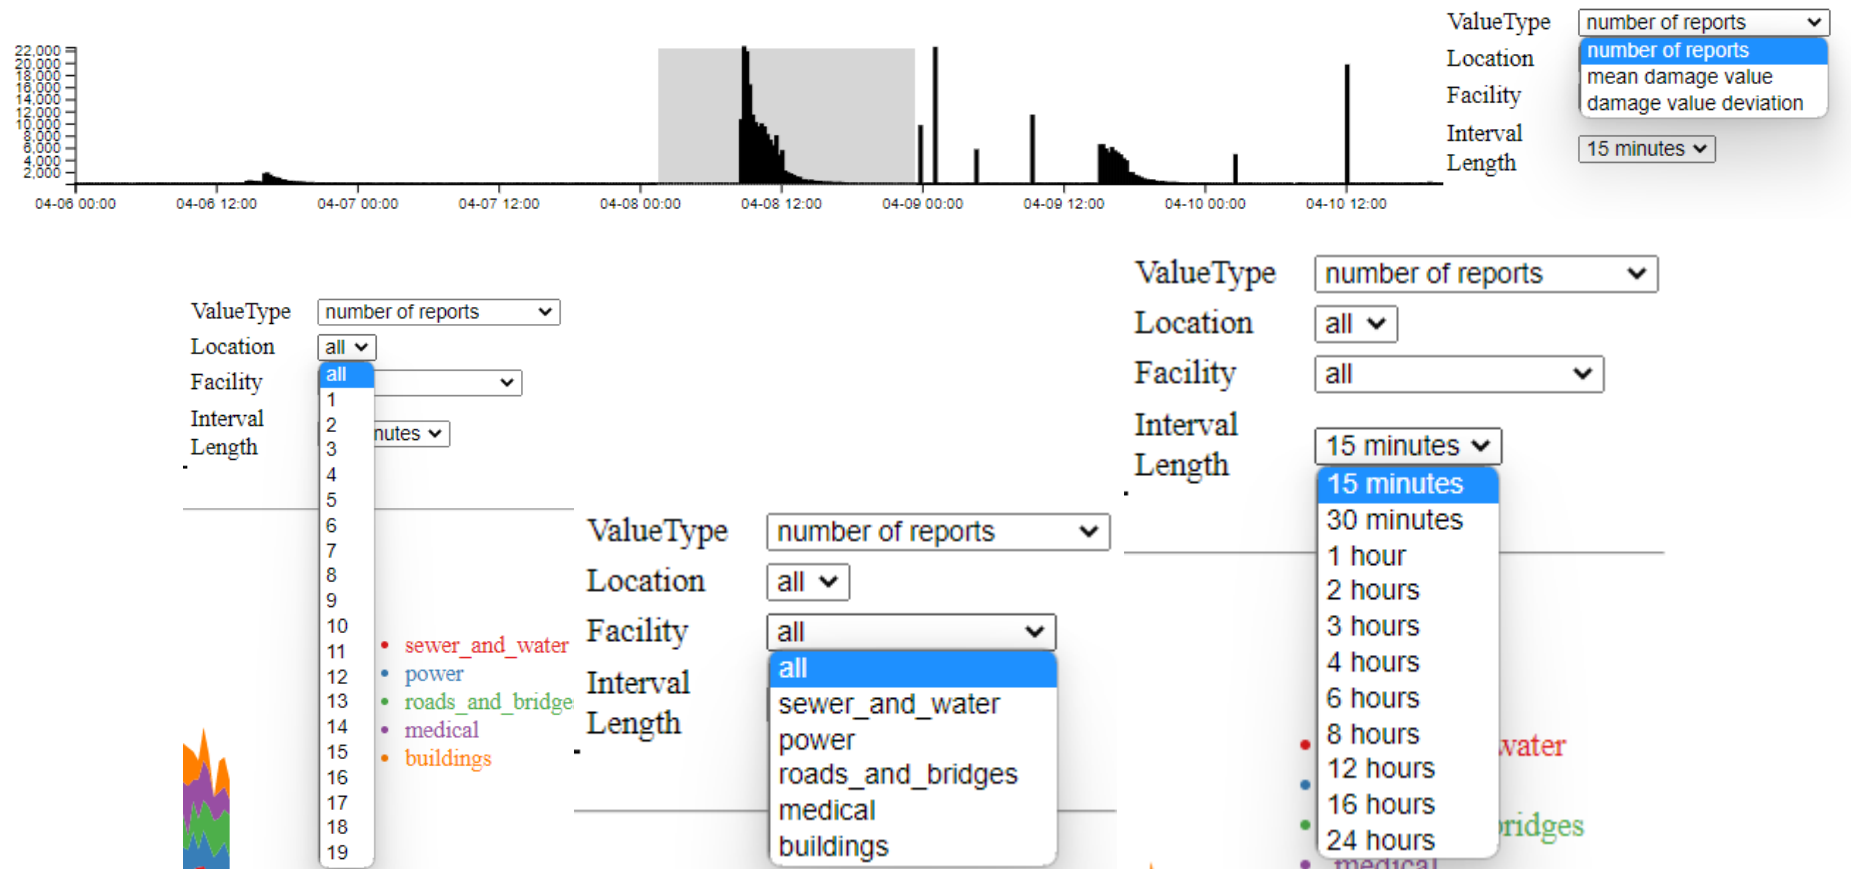 ValueType number of reports
number of reports
mean damage value
damage value deviation
Location
Facility
Interval
Length
15 minutes
22,000
20,000
18,000
16,000
14,000
12,000
10,000
8,000
6,000
4,000
2,000
04-06 00:00 04-06 12:00 04-07 00:00 04-07 12:00 04-08 00:00 04-08 12:00 04-09 00:00 04-09 12:00 04-10 00:00 04-10 12:00
ValueType number of reports
Location all
all
1
2
3
4
5
6
7
8
9
10
11
12
13
14
15
16
17
18
19
Facility
Interval
Length
nutes
sewer_and_water
power
roads_and_bridge
medical
buildings
ValueType number of reports
Location all
Facility all
all
sewer_and_water
power
roads_and_bridges
medical
buildings
Interval
Length
ValueType number of reports
Location all
Facility all
Interval
Length
15 minutes
15 minutes
30 minutes
1 hour
2 hours
3 hours
4 hours
6 hours
8 hours
12 hours
16 hours
24 hours
water
ridges
medical